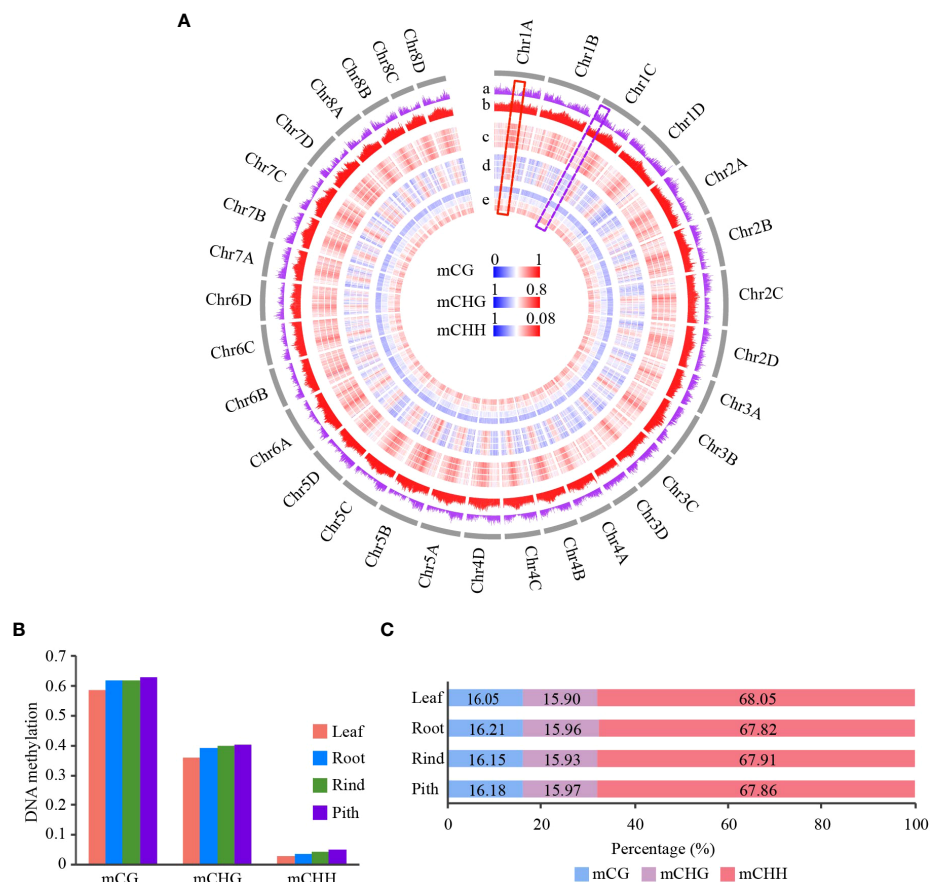 A
Chr1A
Chr1B
Chr1C
Chr1D
Chr2A
Chr2B
Chr2C
Chr2D
Chr3A
Chr3B
Chr3C
Chr3D
Chr4A
Chr4B
Chr4C
Chr4D
Chr5A
Chr5B
Chr5C
Chr5D
Chr6A
Chr6B
Chr6C
Chr6D
Chr7A
Chr7B
Chr7C
Chr7D
Chr8A
Chr8B
Chr8C
Chr8D
a
b
c
d
e
0 1
mCG
1 0.8
mCHG
1 0.08
mCHH
B
DNA methylation
0.7
0.6
0.5
0.4
0.3
0.2
0.1
0
mCG mCHG mCHH
Leaf
Root
Rind
Pith
C
Leaf 16.05 15.90 68.05
Root 16.21 15.96 67.82
Rind 16.15 15.93 67.91
Pith 16.18 15.97 67.86
0 20 40 60 80 100
Percentage (%)
mCG mCHG mCHH